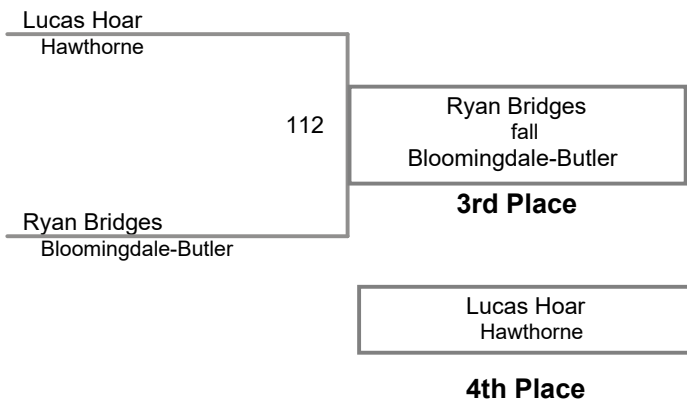 Lucas Hoar
Hawthorne
112
Ryan Bridges
fall
Bloomingdale-Butler
3rd Place
Ryan Bridges
Bloomingdale-Butler
Lucas Hoar
Hawthorne
4th Place